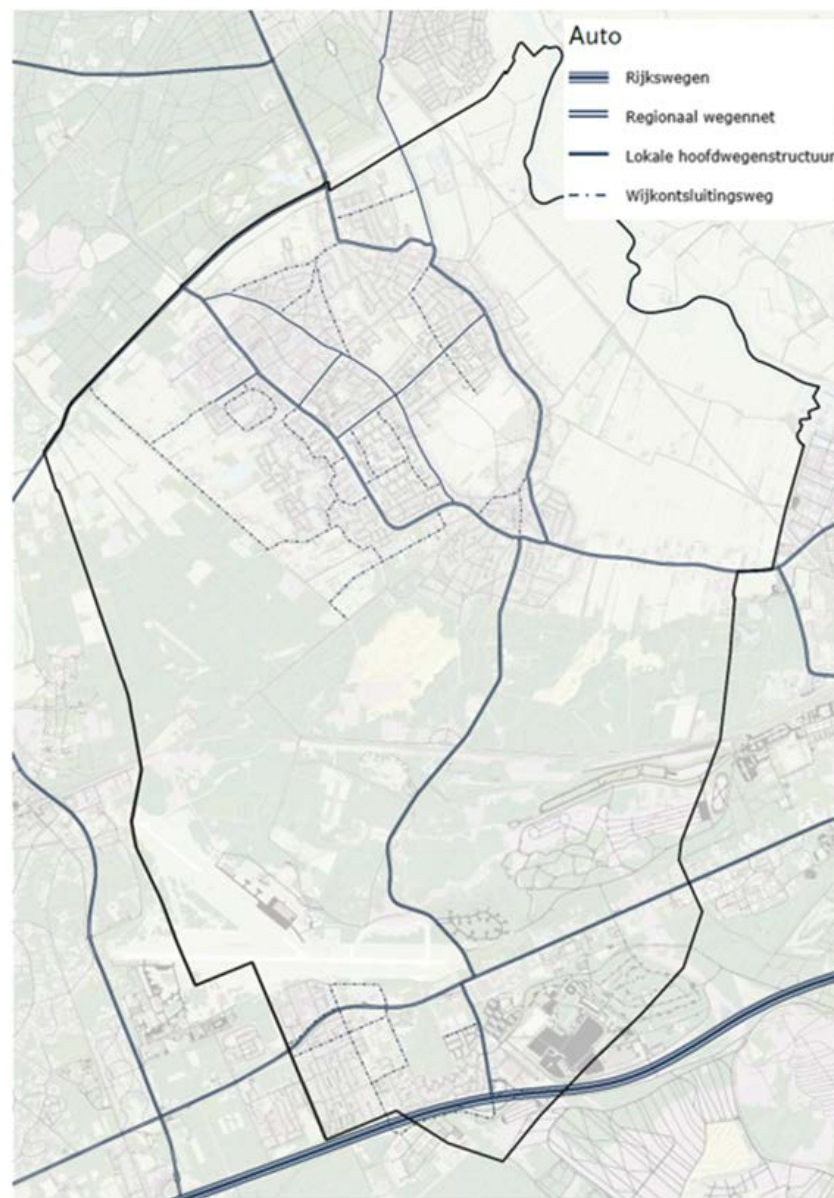 Auto
Rijkswegen
Regionaal wegennet
Lokale hoofdwegenstructuur
Wijkontsluitingsweg